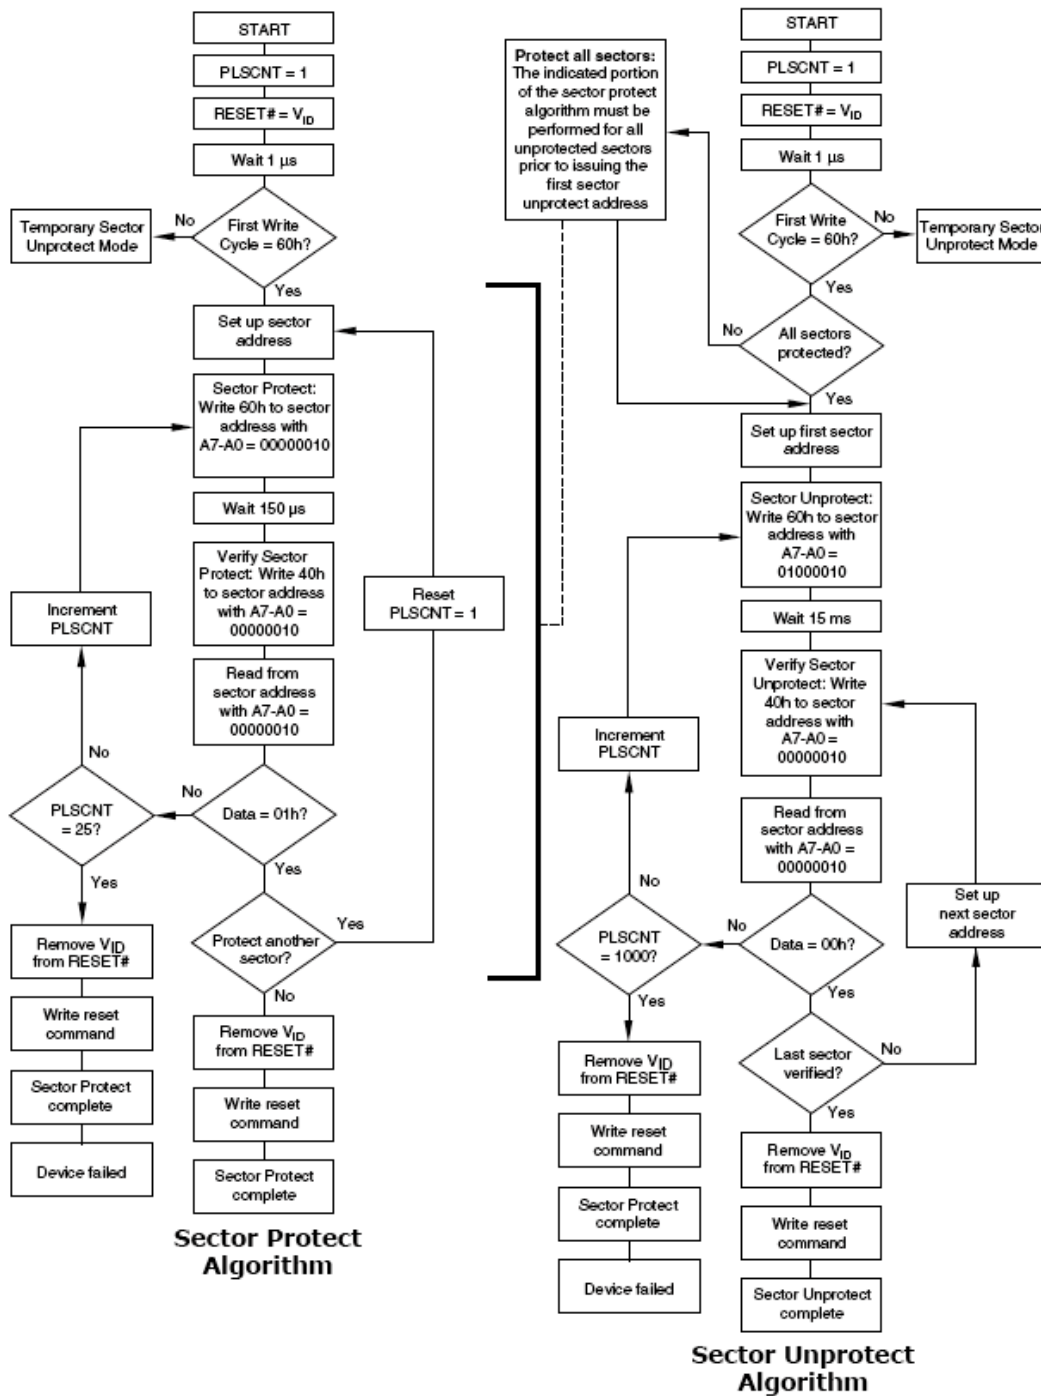 START
PLSCNT = 1
RESET# = VID
Wait 1 µs
First Write
Cycle = 60h?
No
Temporary Sector
Unprotect Mode
Yes
Set up sector
address
Sector Protect:
Write 60h to sector
address with
A7-A0 = 00000010
Wait 150 µs
Verify Sector
Protect: Write 40h
to sector address
with A7-A0 =
00000010
Increment
PLSCNT
Reset
PLSCNT = 1
Read from
sector address
with A7-A0 =
00000010
No
No
PLSCNT
= 25?
Data = 01h?
Yes
Yes
Yes
Remove VID
from RESET#
Protect another
sector?
No
Write reset
command
Remove VID
from RESET#
Sector Protect
complete
Write reset
command
Device failed
Sector Protect
complete
Sector Protect
Algorithm
Protect all sectors:
The indicated portion
of the sector protect
algorithm must be
performed for all
unprotected sectors
prior to issuing the
first sector
unprotect address
START
PLSCNT = 1
RESET# = VID
Wait 1 µs
First Write
Cycle = 60h?
No
Temporary Sector
Unprotect Mode
Yes
No
All sectors
protected?
Yes
Set up first sector
address
Sector Unprotect:
Write 60h to sector
address with
A7-A0 =
01000010
Wait 15 ms
Verify Sector
Unprotect: Write
40h to sector
address with
A7-A0 =
00000010
Increment
PLSCNT
Read from
sector address
with A7-A0 =
00000010
No
Set up
next sector
address
No
PLSCNT
= 1000?
Data = 00h?
Yes
Yes
Remove VID
from RESET#
Last sector
verified?
No
Yes
Write reset
command
Remove VID
from RESET#
Sector Protect
complete
Write reset
command
Device failed
Sector Unprotect
complete
Sector Unprotect
Algorithm